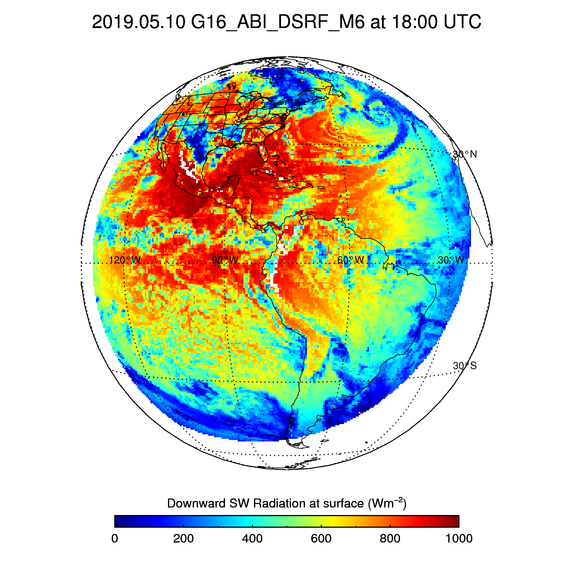 2019.05.10 G16_ABI_DSRF_M6 at 18:00 UTC
30°N
120°W 90°W 60°W 30°W
30°S
Downward SW Radiation at surface (Wm⁻²)
0 200 400 600 800 1000